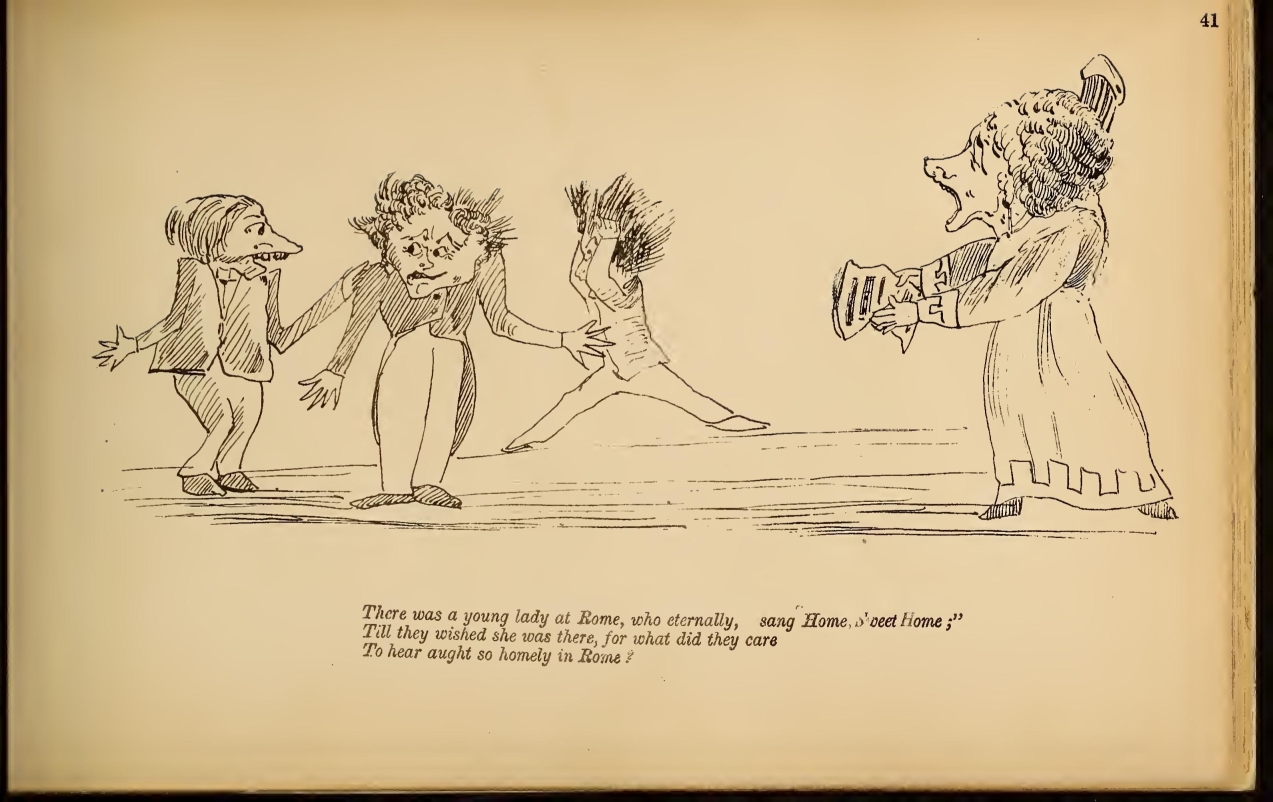 41
There was a young lady at Rome, who eternally, sang "Home, Sweet Home;"
Till they wished she was there, for what did they care
To hear aught so homely in Rome?